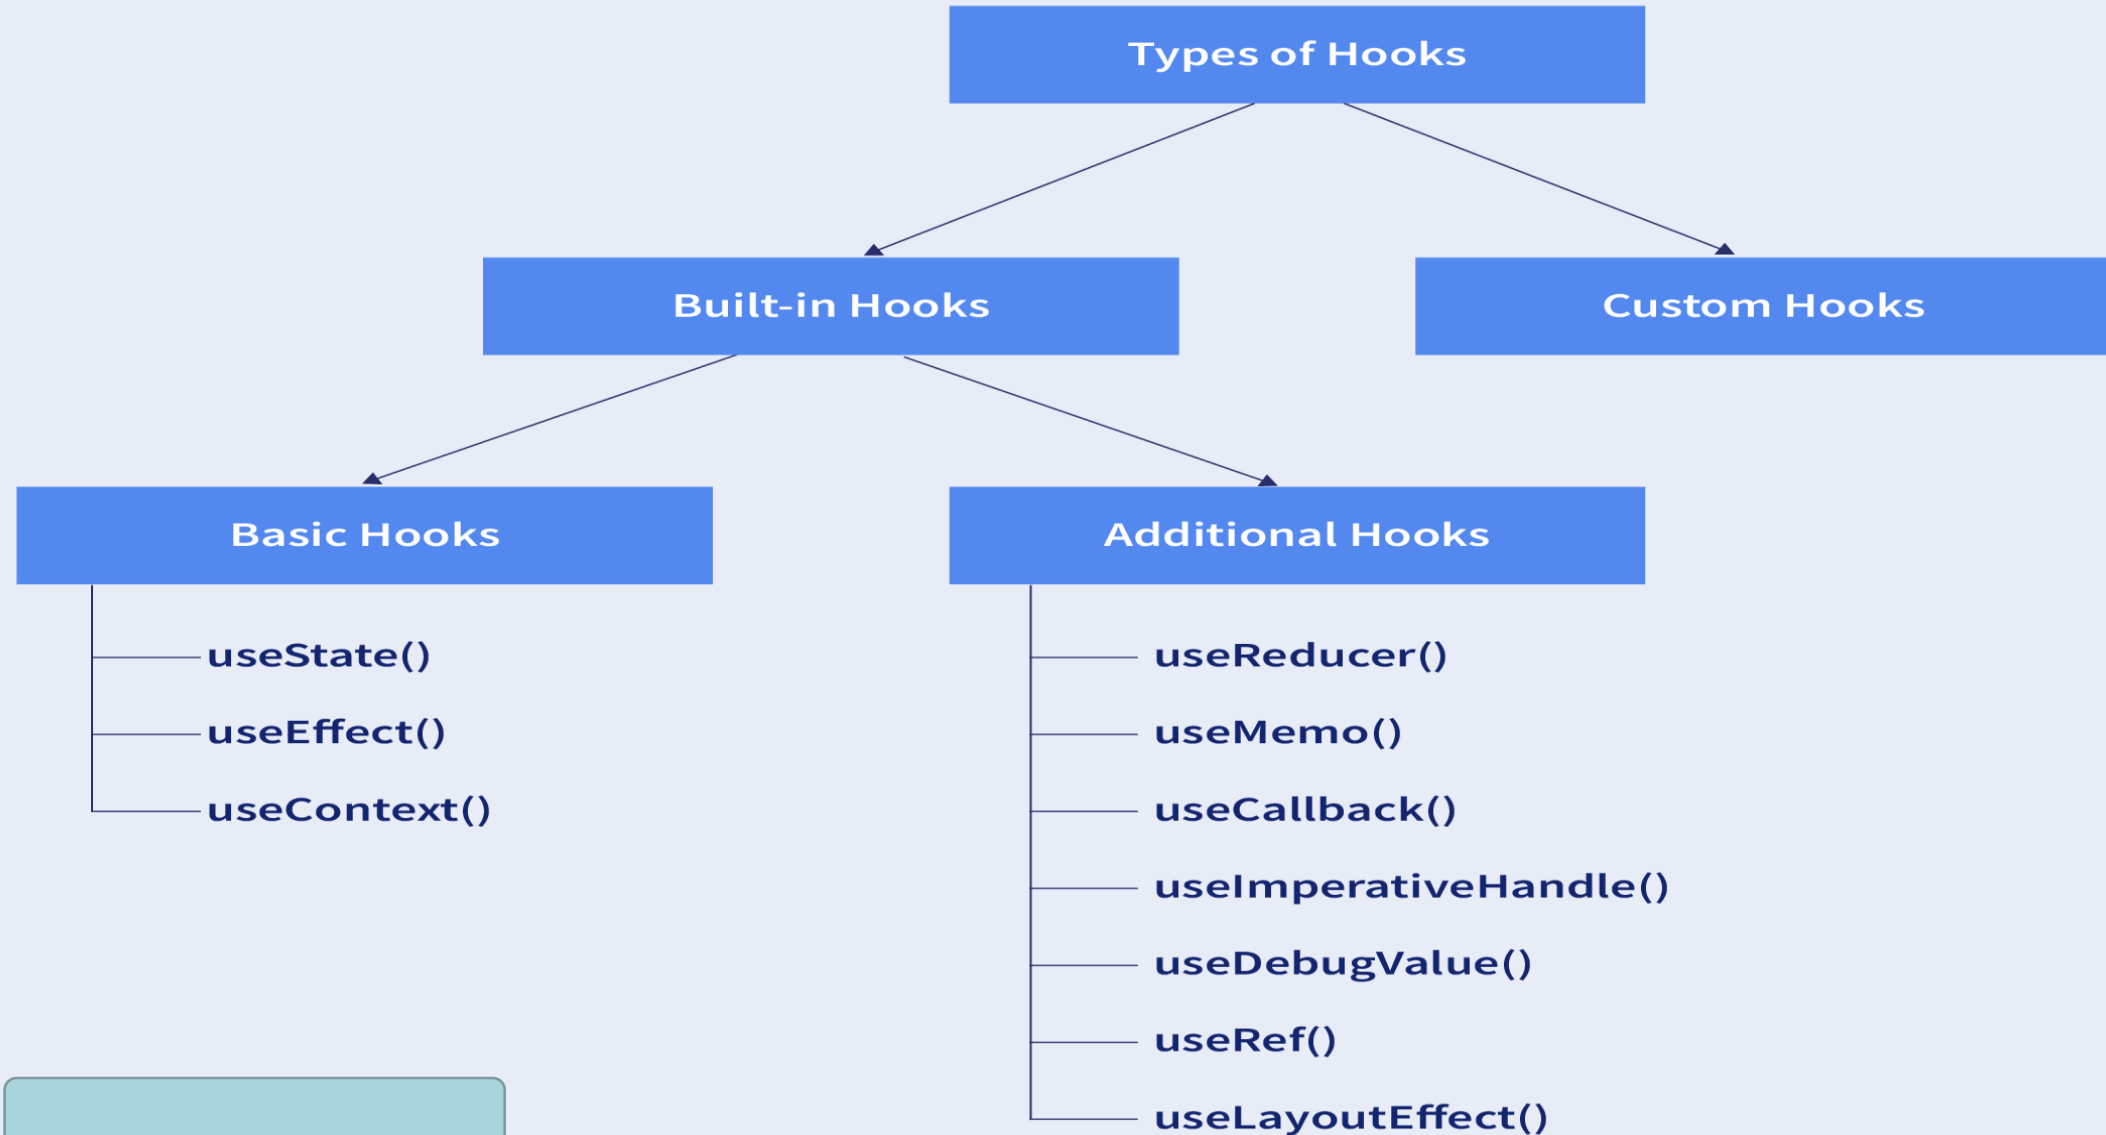 Types of Hooks
Built-in Hooks
Custom Hooks
Basic Hooks
Additional Hooks
useState()
useEffect()
useContext()
useReducer()
useMemo()
useCallback()
useImperativeHandle()
useDebugValue()
useRef()
useLayoutEffect()